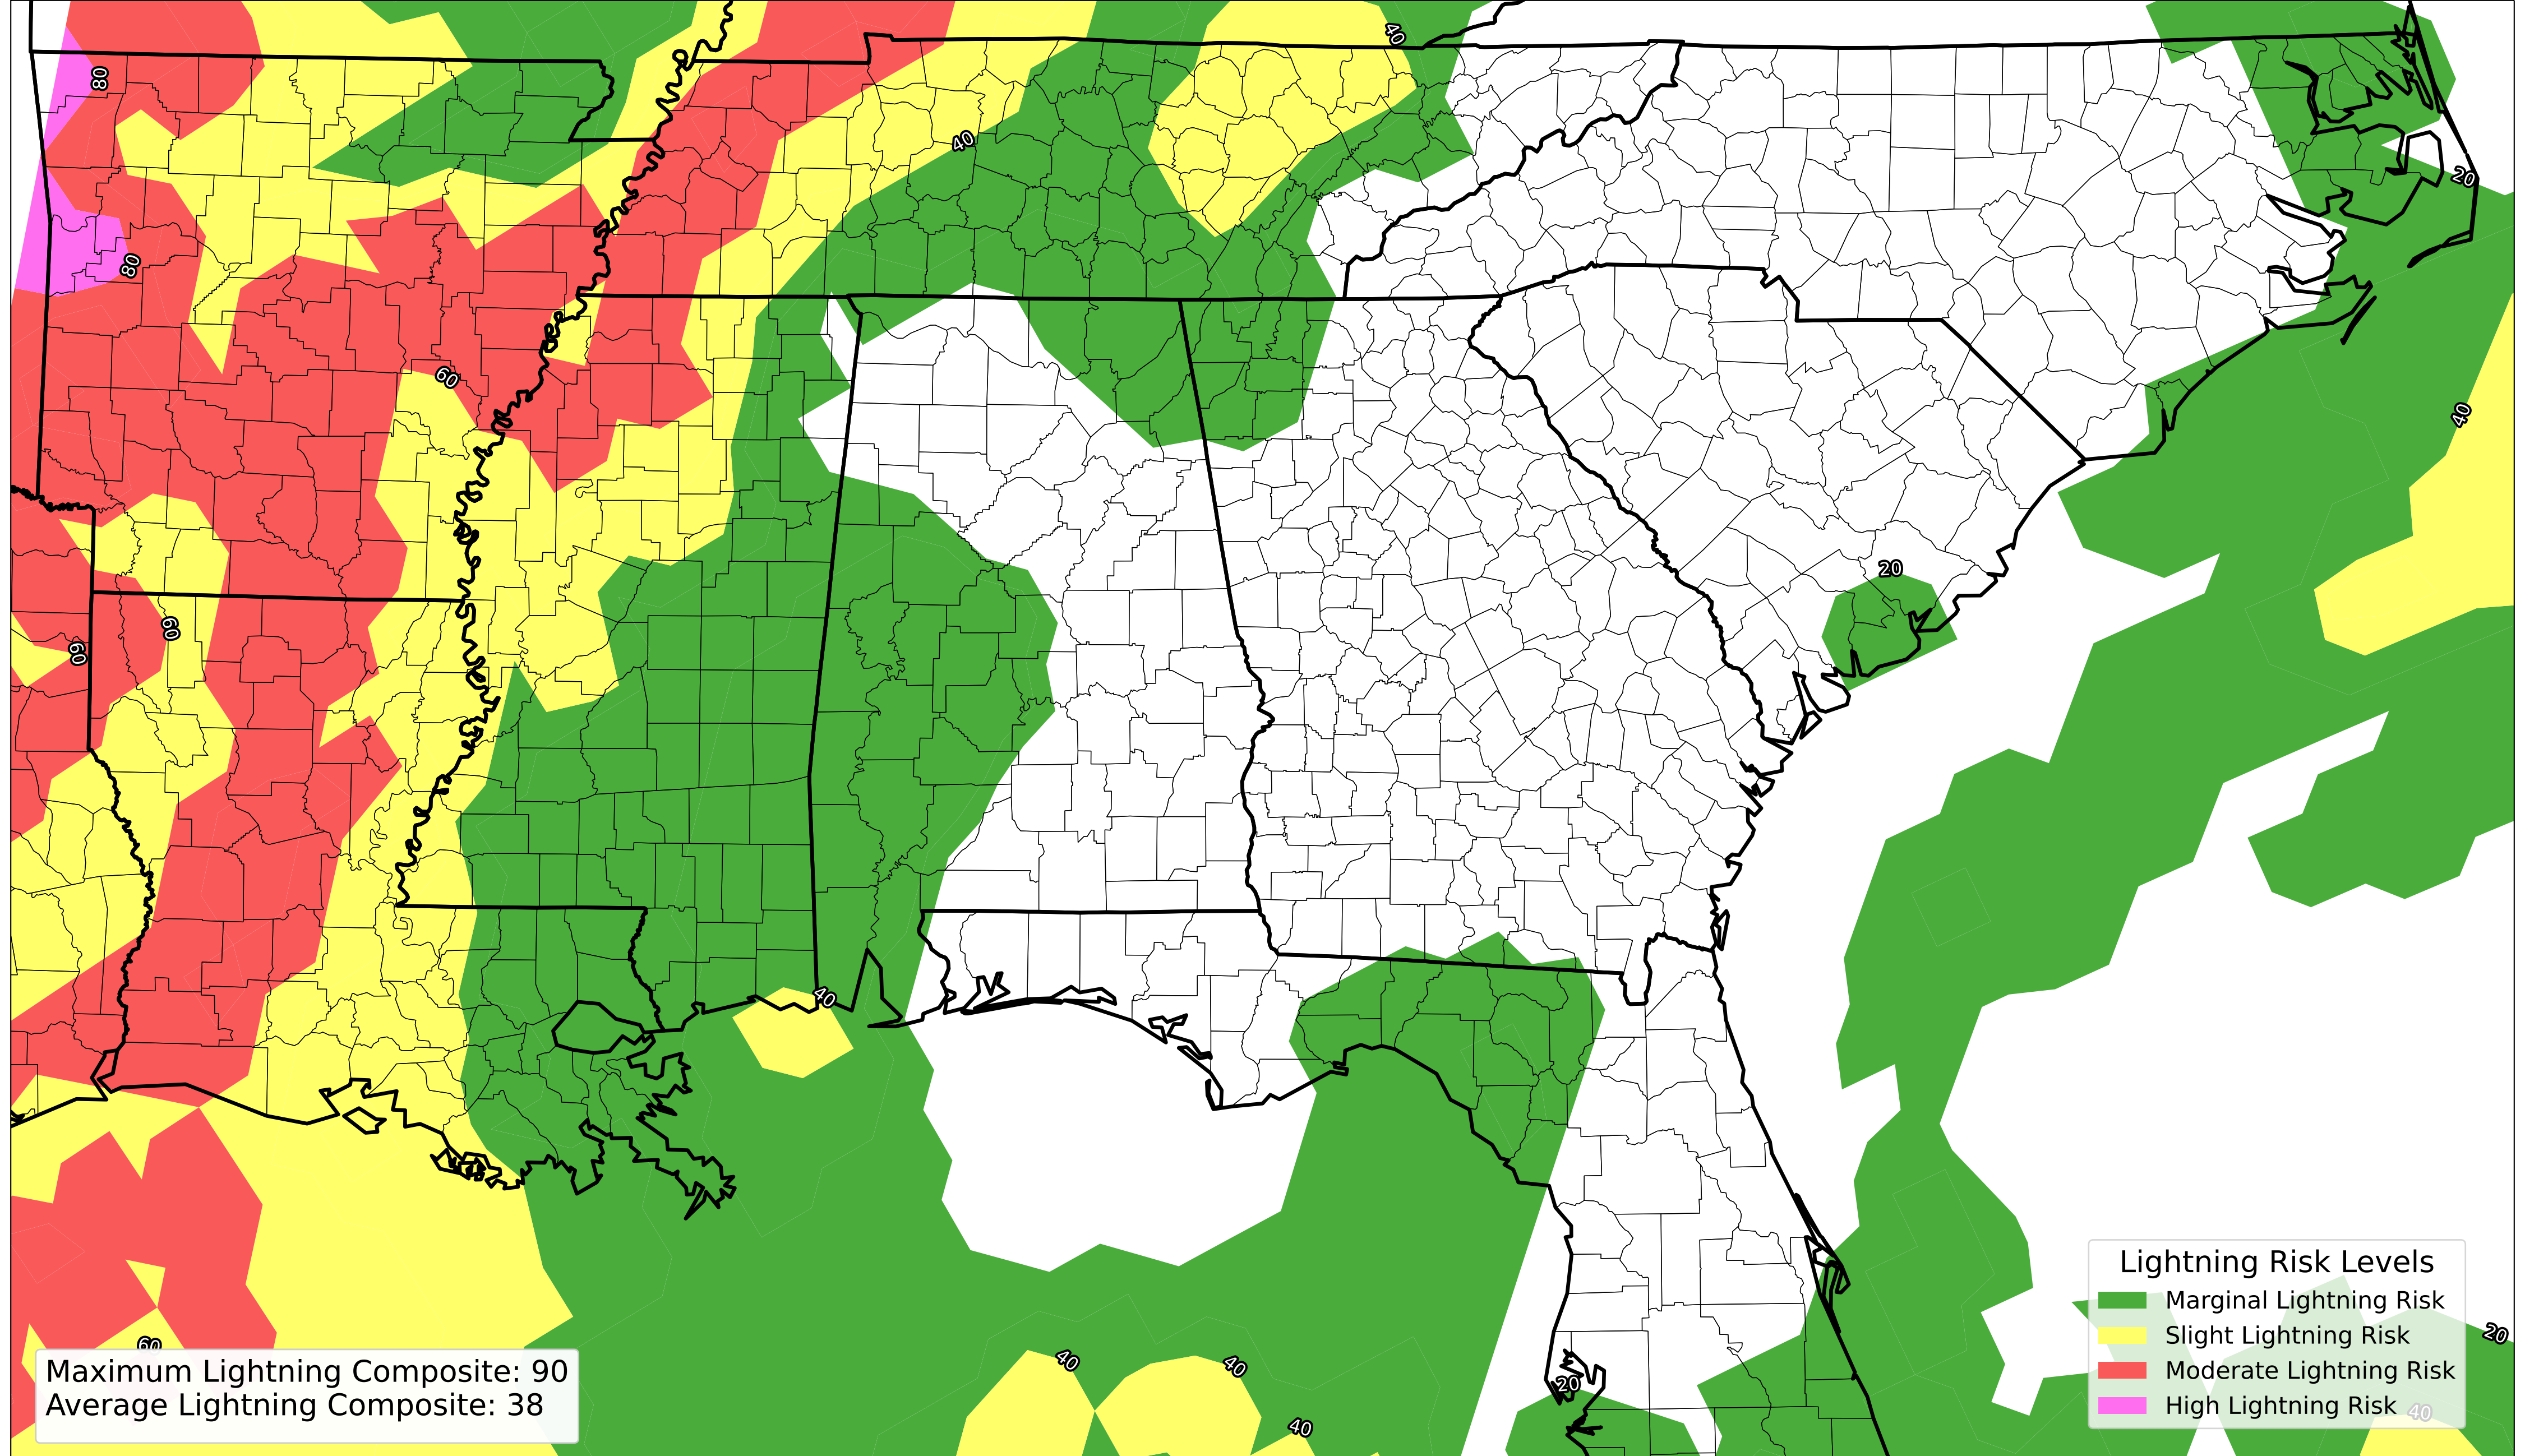 40
80
40
20
80
60
40
20
60
60
40
Lightning Risk Levels
Marginal Lightning Risk
20
Slight Lightning Risk
60
40
40
Maximum Lightning Composite: 90
Moderate Lightning Risk
20
Average Lightning Composite: 38
High Lightning Risk
40
40